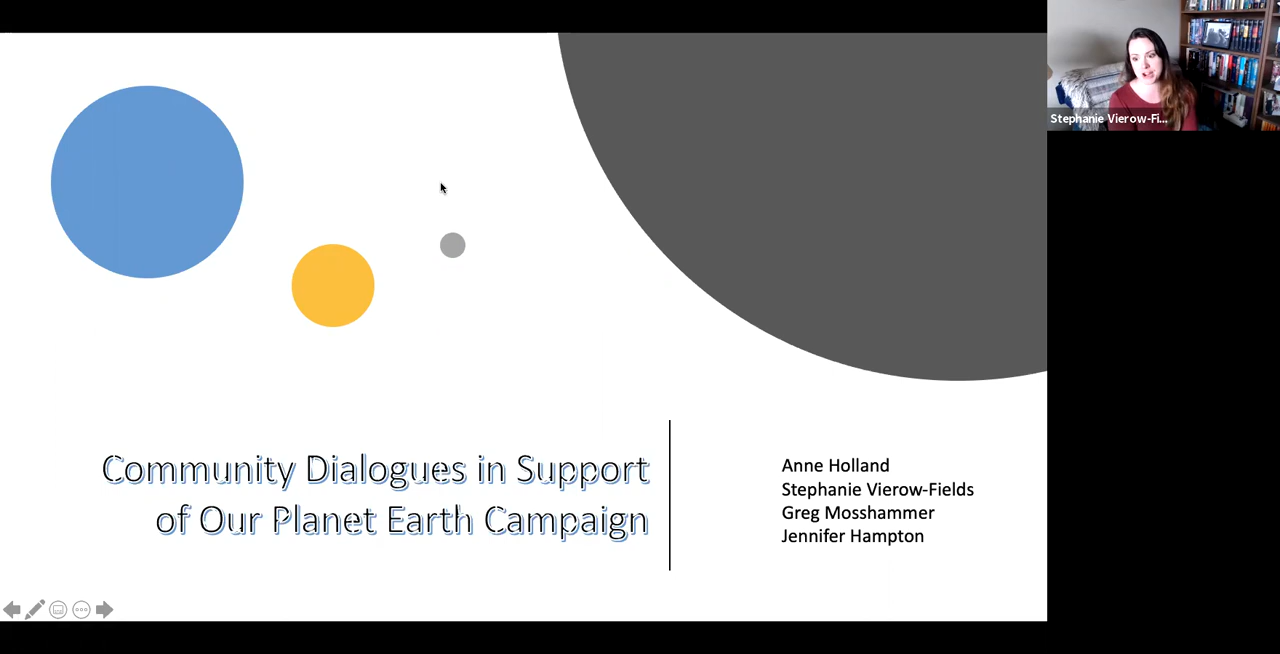 Stephanie Vierow-Fi...
Community Dialogues in Support
of Our Planet Earth Campaign
Anne Holland
Stephanie Vierow-Fields
Greg Mosshammer
Jennifer Hampton